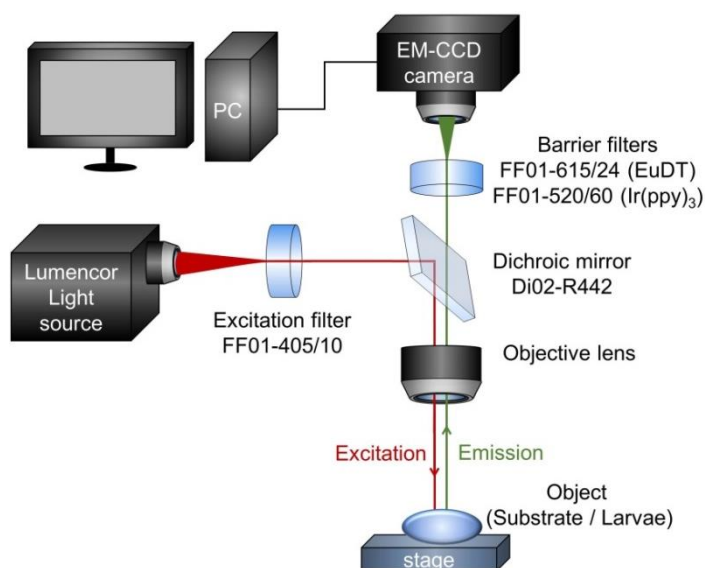 EM-CCD
camera
PC
Barrier filters
FF01-615/24 (EuDT)
FF01-520/60 (Ir(ppy)₃)
Lumencor
Light
source
Excitation filter
FF01-405/10
Dichroic mirror
Di02-R442
Objective lens
Excitation
Emission
Object
(Substrate / Larvae)
stage